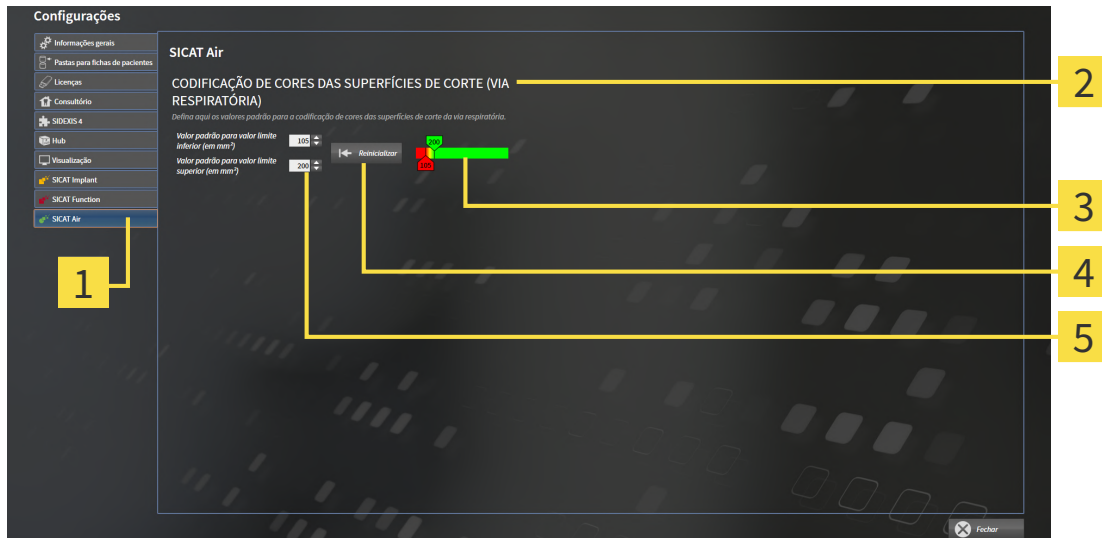 Configurações
Informações gerais
Pastas para fichas de pacientes
Licenças
Consultório
SIDEXIS 4
Hub
Visualização
SICAT Implant
SICAT Function
SICAT Air
SICAT Air
CODIFICAÇÃO DE CORES DAS SUPERFÍCIES DE CORTE (VIA
RESPIRATÓRIA)
Defina aqui os valores padrão para a codificação de cores das superfícies de corte da via respiratória.
Valor padrão para valor limite
inferior (em mm²)
105
Valor padrão para valor limite
superior (em mm²)
200
Reinicializar
200
105
Fechar
1
2
3
4
5